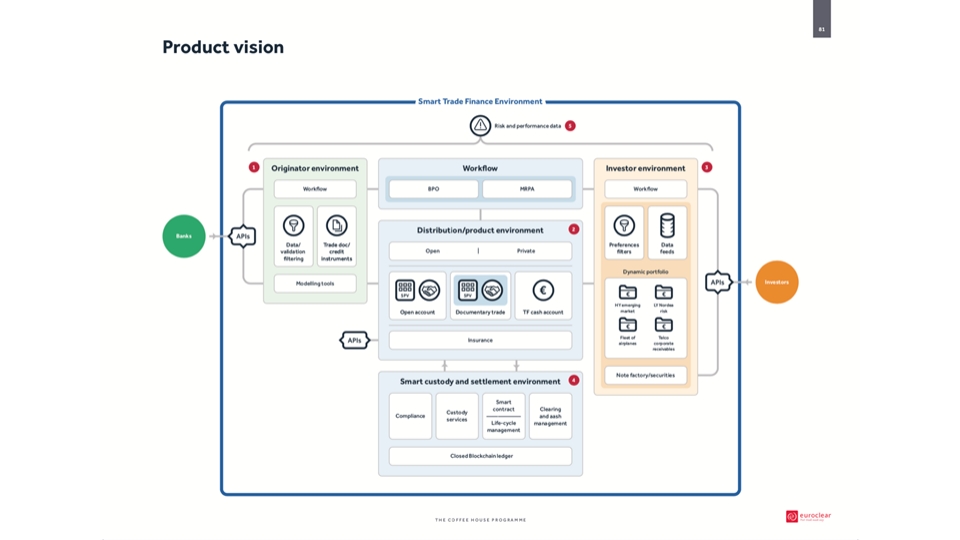 61
Product vision
Smart Trade Finance Environment
Risk and performance data 5
1 Originator environment
Workflow
Data/
validation
filtering
Trade doc/
credit
instruments
Modelling tools
Banks
APIs
Workflow
BPO
MRPA
Distribution/product environment 2
Open | Private
SPV
Open account
SPV
Documentary trade
€
TF cash account
APIs
Insurance
Smart custody and settlement environment 4
Compliance
Custody
services
Smart
contract
Life-cycle
management
Clearing
and cash
management
Closed Blockchain ledger
Investor environment 3
Workflow
Preferences
filters
Data
feeds
Dynamic portfolio
HY emerging
market
LT Nordea
risk
Fleet of
airplanes
Telco
corporate
receivables
Note factory/securities
APIs
Investors
THE COFFEE HOUSE PROGRAMME
euroclear